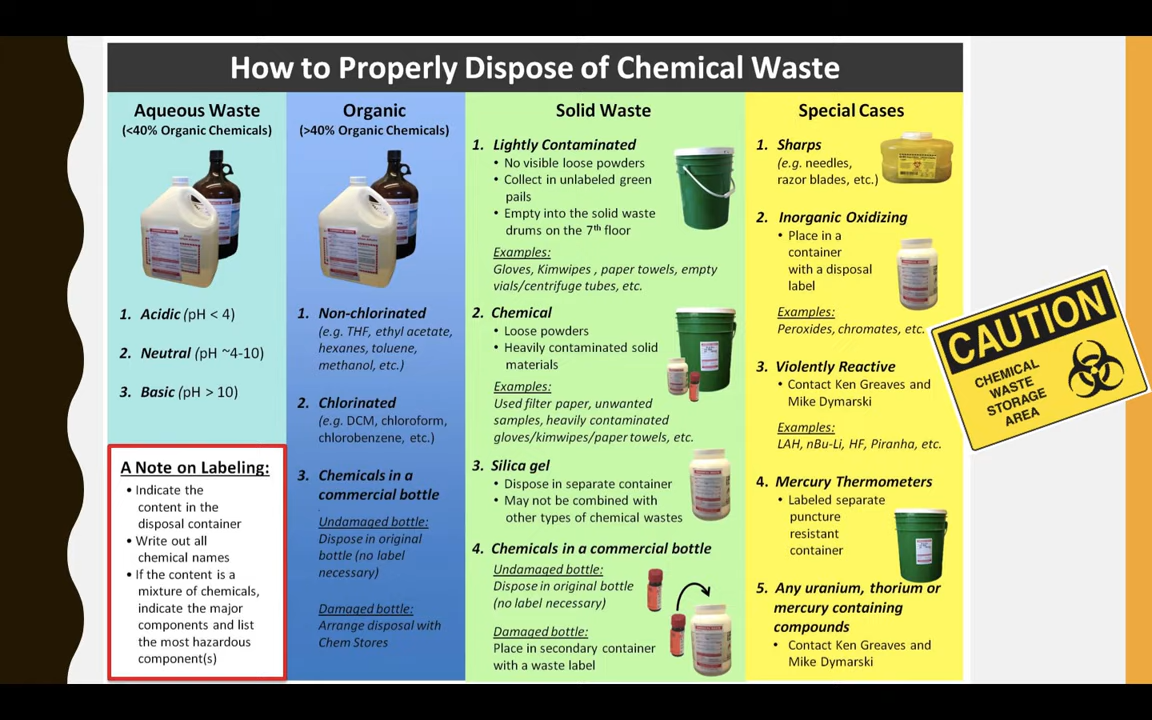 How to Properly Dispose of Chemical Waste
Aqueous Waste
(<40% Organic Chemicals)
1. Acidic (pH < 4)
2. Neutral (pH ~4-10)
3. Basic (pH > 10)
A Note on Labeling:
• Indicate the
content in the
disposal container
• Write out all
chemical names
• If the content is a
mixture of chemicals,
indicate the major
components and list
the most hazardous
component(s)
Organic
(>40% Organic Chemicals)
1. Non-chlorinated
(e.g. THF, ethyl acetate,
hexanes, toluene,
methanol, etc.)
2. Chlorinated
(e.g. DCM, chloroform,
chlorobenzene, etc.)
3. Chemicals in a
commercial bottle
Undamaged bottle:
Dispose in original
bottle (no label
necessary)
Damaged bottle:
Arrange disposal with
Chem Stores
Solid Waste
1. Lightly Contaminated
• No visible loose powders
• Collect in unlabeled green
pails
• Empty into the solid waste
drums on the 7th floor
Examples:
Gloves, Kimwipes , paper towels, empty
vials/centrifuge tubes, etc.
2. Chemical
• Loose powders
• Heavily contaminated solid
materials
Examples:
Used filter paper, unwanted
samples, heavily contaminated
gloves/kimwipes/paper towels, etc.
3. Silica gel
• Dispose in separate container
• May not be combined with
other types of chemical wastes
4. Chemicals in a commercial bottle
Undamaged bottle:
Dispose in original bottle
(no label necessary)
Damaged bottle:
Place in secondary container
with a waste label
Special Cases
1. Sharps
(e.g. needles,
razor blades, etc.)
2. Inorganic Oxidizing
• Place in a
container
with a disposal
label
Examples:
Peroxides, chromates, etc.
3. Violently Reactive
• Contact Ken Greaves and
Mike Dymarski
Examples:
LAH, nBu-Li, HF, Piranha, etc.
4. Mercury Thermometers
• Labeled separate
puncture
resistant
container
5. Any uranium, thorium or
mercury containing
compounds
• Contact Ken Greaves and
Mike Dymarski
CAUTION
CHEMICAL
WASTE
STORAGE
AREA